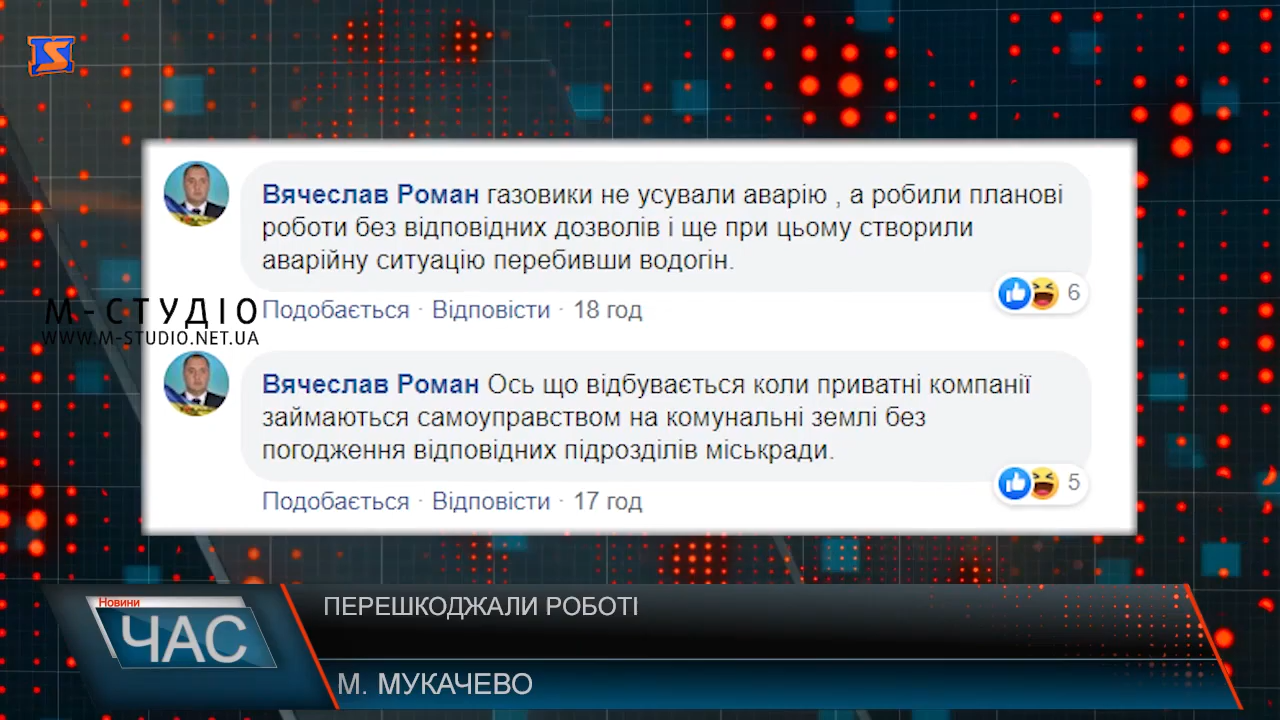 Вячеслав Роман газовики не усували аварію , а робили планові
роботи без відповідних дозволів і ще при цьому створили
аварійну ситуацію перебивши водогін.
6
Подобається · Відповісти · 18 год
М-СТУДІО
WWW.M-STUDIO.NET.UA
Вячеслав Роман Ось що відбувається коли приватні компанії
займаються самоуправством на комунальні землі без
погодження відповідних підрозділів міськради.
5
Подобається · Відповісти · 17 год
Новини
ЧАС
ПЕРЕШКОДЖАЛИ РОБОТІ
М. МУКАЧЕВО